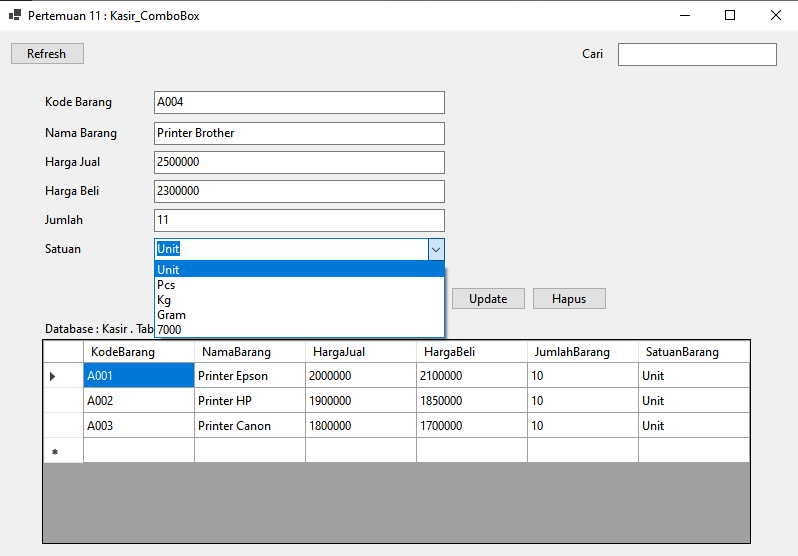 Pertemuan 11 : Kasir_ComboBox
Refresh
Cari
Kode Barang A004
Nama Barang Printer Brother
Harga Jual 2500000
Harga Beli 2300000
Jumlah 11
Satuan Unit
Unit
Pcs
Kg
Gram
7000
Update Hapus
Database : Kasir . Tab
KodeBarang NamaBarang HargaJual HargaBeli JumlahBarang SatuanBarang
A001 Printer Epson 2000000 2100000 10 Unit
A002 Printer HP 1900000 1850000 10 Unit
A003 Printer Canon 1800000 1700000 10 Unit